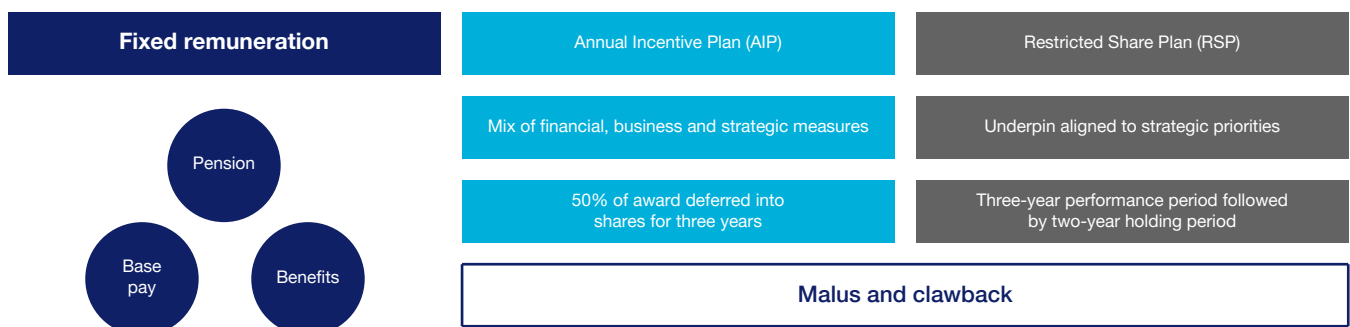 Fixed remuneration
Pension
Base
pay
Benefits
Annual Incentive Plan (AIP)
Mix of financial, business and strategic measures
50% of award deferred into
shares for three years
Restricted Share Plan (RSP)
Underpin aligned to strategic priorities
Three-year performance period followed
by two-year holding period
Malus and clawback